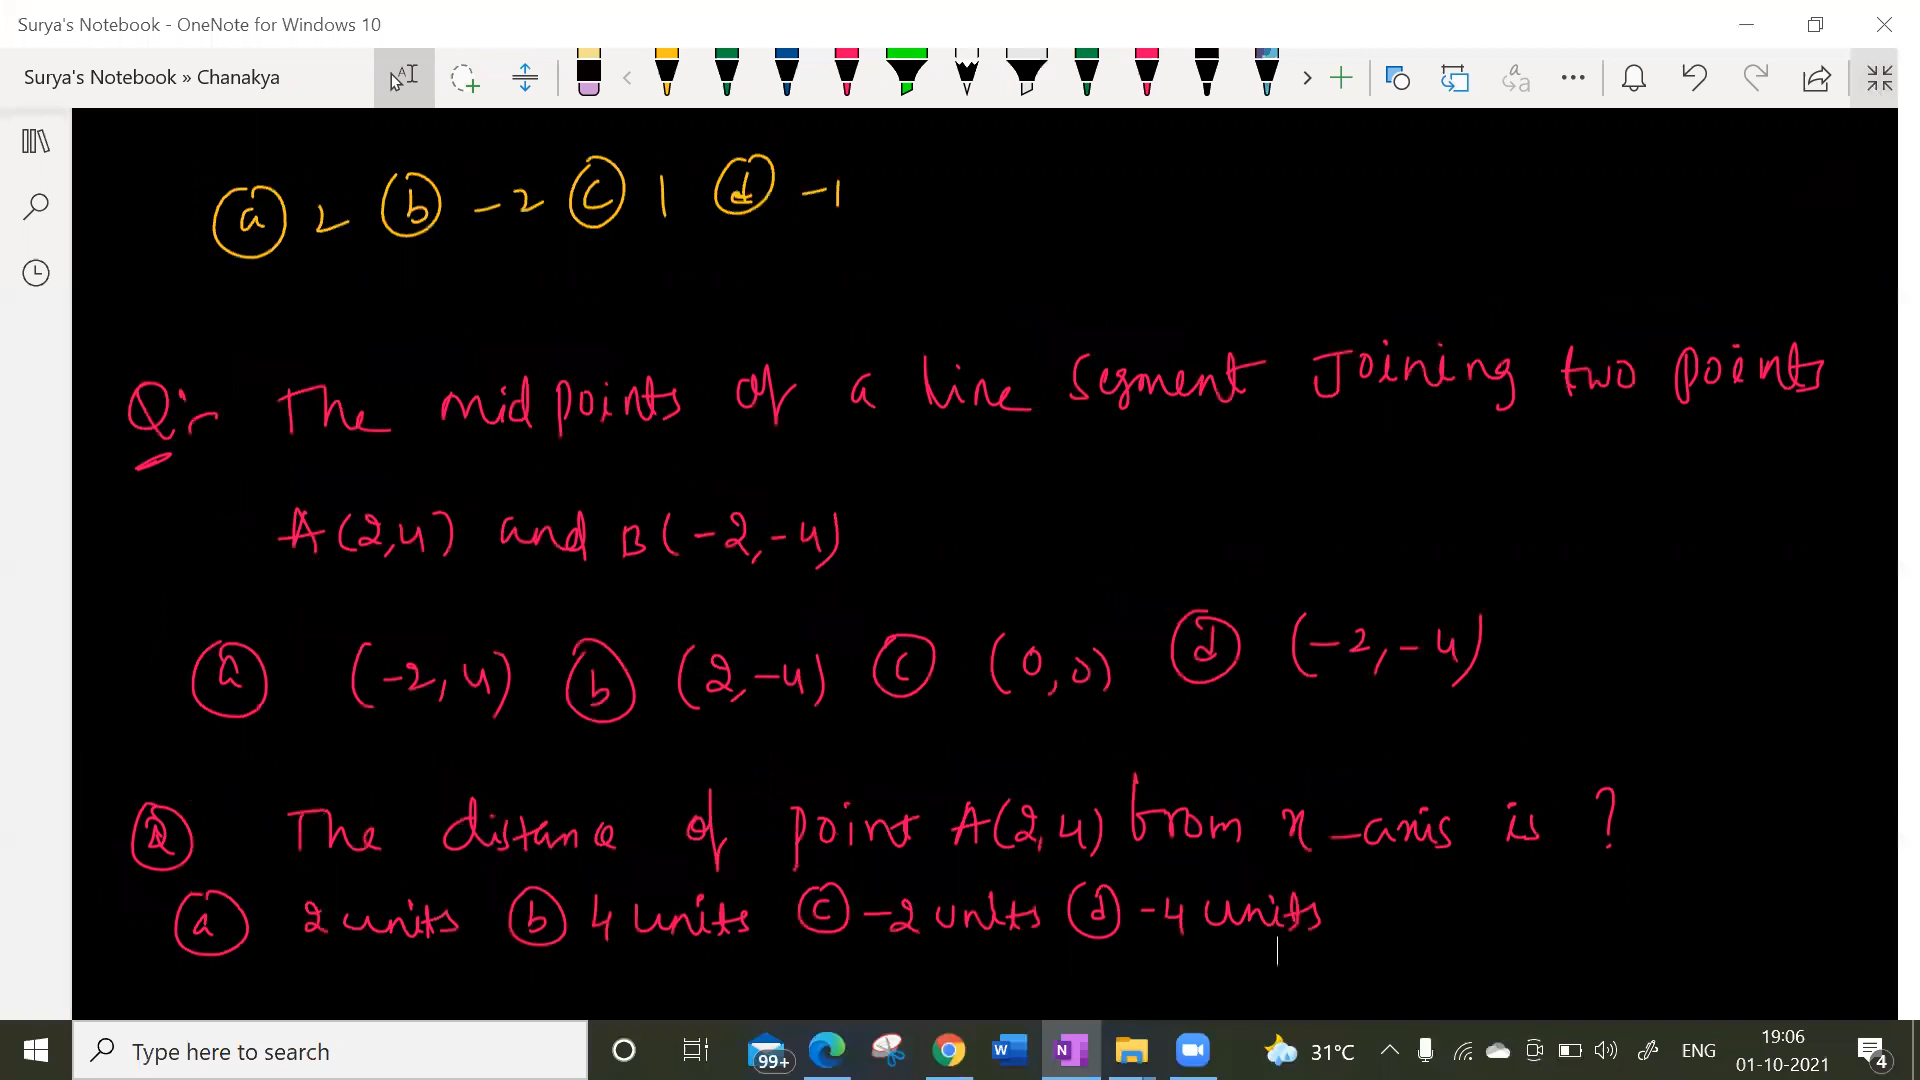 Surya's Notebook - OneNote for Windows 10
Surya's Notebook » Chanakya
a 2 b -2 c 1 d -1
Q:- The midpoints of a line segment Joining two points
A(2,4) and B(-2,-4)
a (-2,4) b (2,-4) c (0,0) d (-2,-4)
Q The distance of point A(2,4) from x-axis is ?
a 2 units b 4 units c -2 units d -4 units
Type here to search
99+
31°C
ENG
19:06
01-10-2021
4